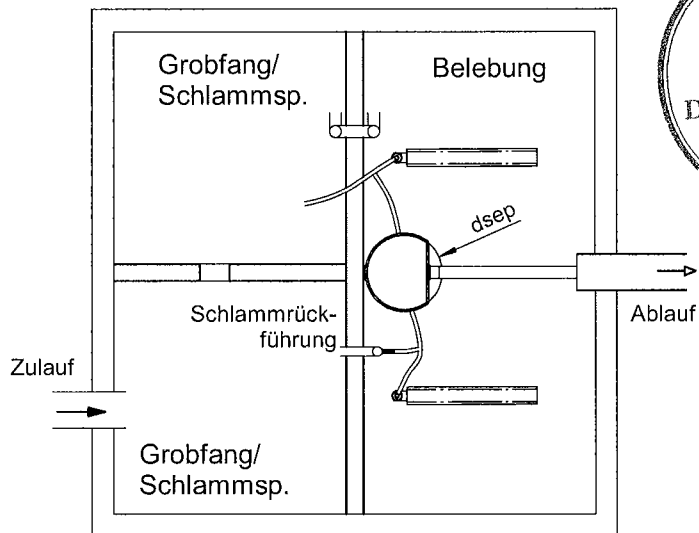 Grobfang/
Schlammsp.
Belebung
D
dsep
Schlammrück-
führung
Ablauf
Zulauf
Grobfang/
Schlammsp.